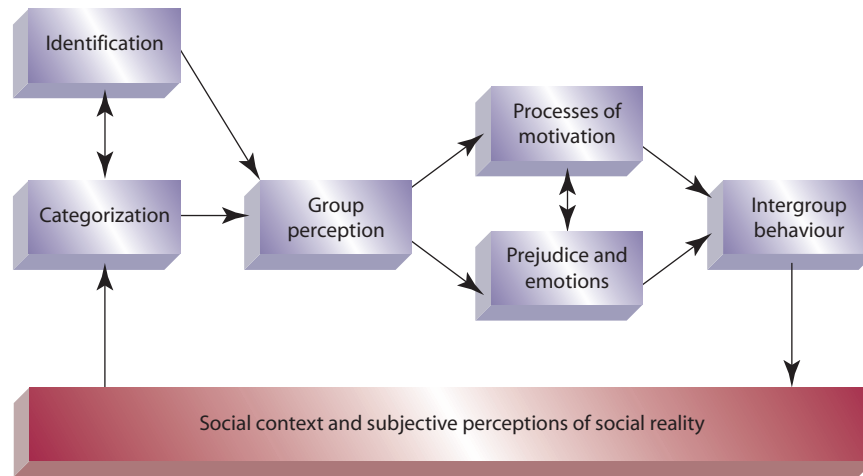 Identification
Categorization
Group
perception
Processes of
motivation
Prejudice and
emotions
Intergroup
behaviour
Social context and subjective perceptions of social reality